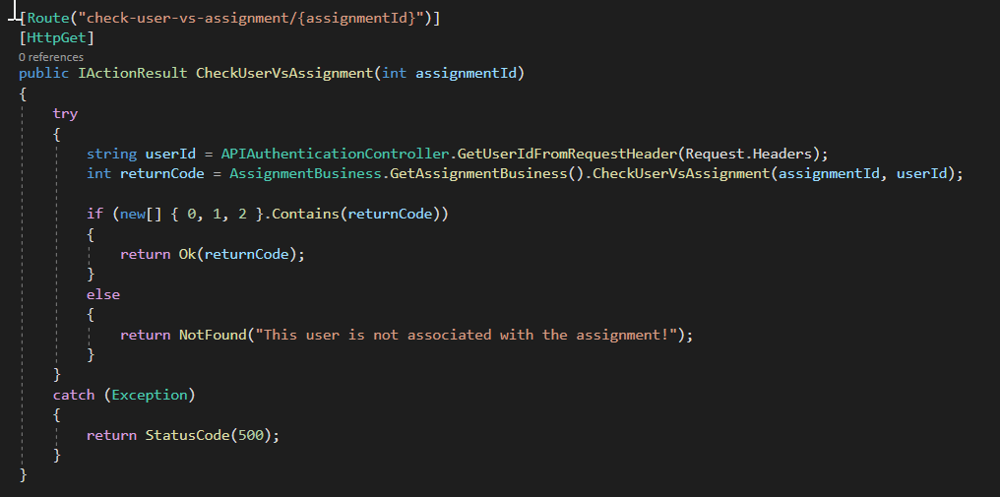 [Route("check-user-vs-assignment/{assignmentId}")]
[HttpGet]
0 references
public IActionResult CheckUserVsAssignment(int assignmentId)
{
try
{
string userId = APIAuthenticationController.GetUserIdFromRequestHeader(Request.Headers);
int returnCode = AssignmentBusiness.GetAssignmentBusiness().CheckUserVsAssignment(assignmentId, userId);
if (new[] { 0, 1, 2 }.Contains(returnCode))
{
return Ok(returnCode);
}
else
{
return NotFound("This user is not associated with the assignment!");
}
}
catch (Exception)
{
return StatusCode(500);
}
}